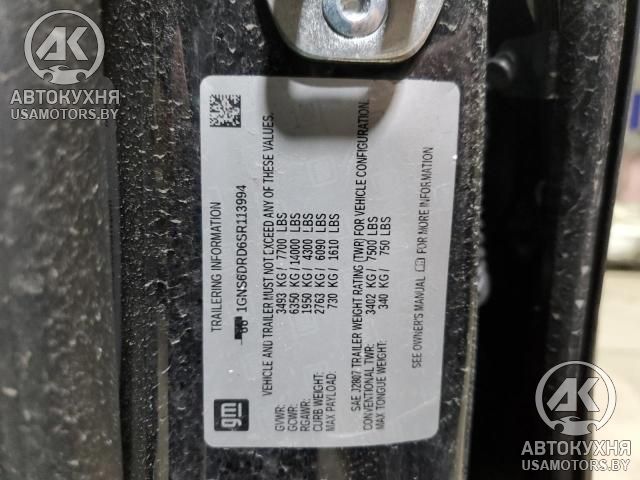 AK
АВТОКУХНЯ
USAMOTORS.BY
TRAILERING INFORMATION
1GNS6DRD6SR113994
VEHICLE AND TRAILER MUST NOT EXCEED ANY OF THESE VALUES.
GVWR: 3493 KG/ 7700 LBS
GCWR: 6350 KG/ 14000 LBS
RGAWR: 1950 KG/ 4300 LBS
CURB WEIGHT: 2763 KG/ 6090 LBS
MAX PAYLOAD: 730 KG/ 1610 LBS
SAE J2807 TRAILER WEIGHT RATING (TWR) FOR VEHICLE CONFIGURATION.
CONVENTIONAL TWR: 3402 KG/ 7500 LBS
MAX TONGUE WEIGHT: 340 KG/ 750 LBS
SEE OWNER'S MANUAL FOR MORE INFORMATION
gm
AK
АВТОКУХНЯ
USAMOTORS.BY